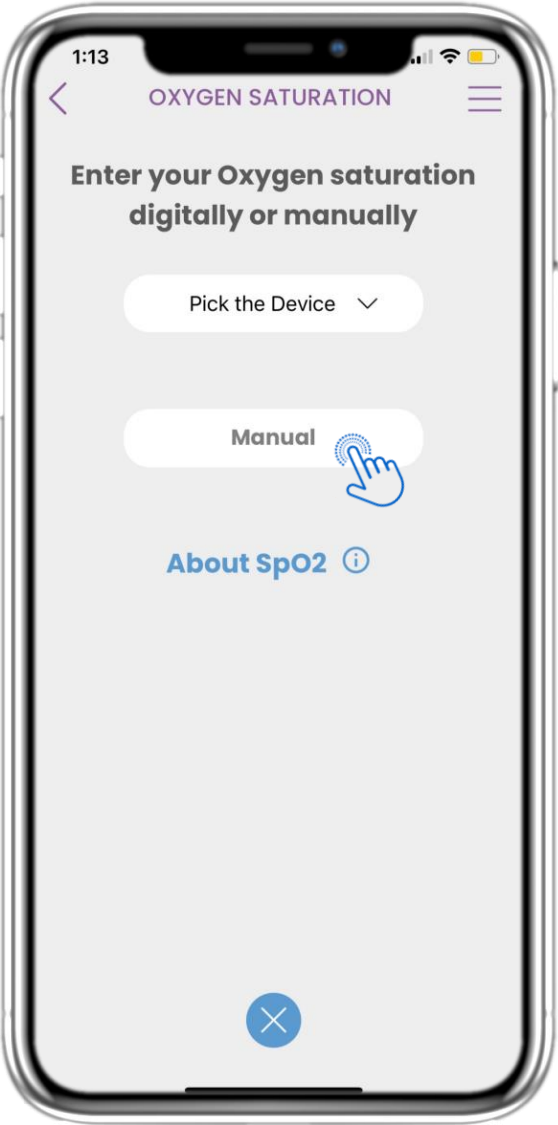 1:13
OXYGEN SATURATION
Enter your Oxygen saturation
digitally or manually
Pick the Device
Manual
About SpO2